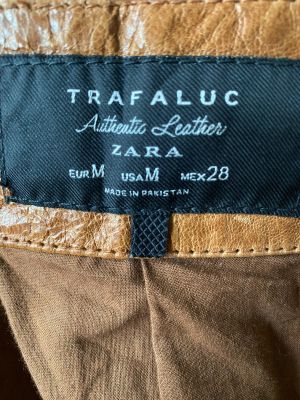 TRAFALUC
Authentic Leather
ZARA
EUR M USA M MEX 28
MADE IN PAKISTAN